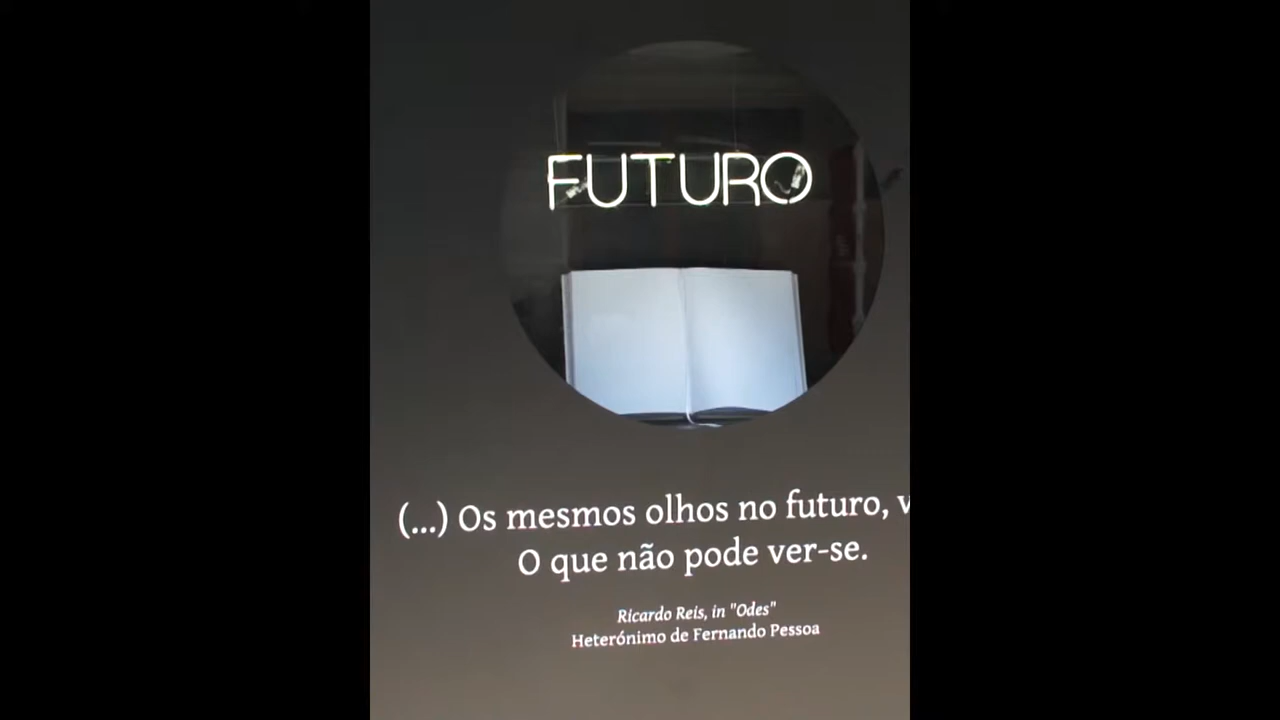 FUTURO
(...) Os mesmos olhos no futuro,
O que não pode ver-se.
Ricardo Reis, in "Odes"
Heterónimo de Fernando Pessoa